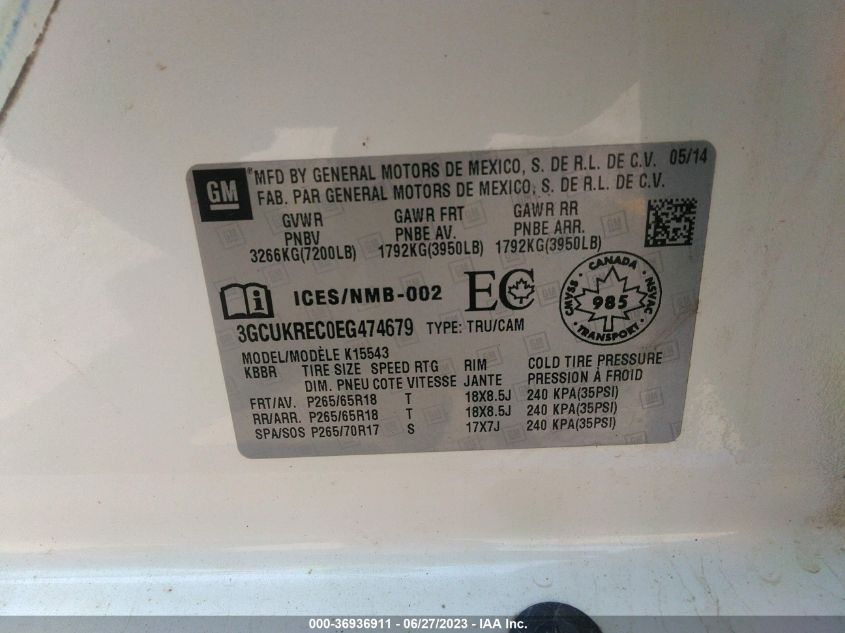 GM
MFD BY GENERAL MOTORS DE MEXICO, S. DE R.L. DE C.V. 05/14
FAB. PAR GENERAL MOTORS DE MEXICO, S. DE R.L. DE C.V.
GVWR GAWR FRT GAWR RR
PNBV PNBE AV. PNBE ARR.
3266KG(7200LB) 1792KG(3950LB) 1792KG(3950LB)
ICES/NMB-002 EC
CANADA
CMVSS 985 NSVAC
TRANSPORT
3GCUKREC0EG474679 TYPE: TRU/CAM
MODEL/MODÈLE K15543
KBBR TIRE SIZE SPEED RTG RIM COLD TIRE PRESSURE
DIM. PNEU COTE VITESSE JANTE PRESSION À FROID
FRT/AV. P265/65R18 T 18X8.5J 240 KPA(35PSI)
RR/ARR. P265/65R18 T 18X8.5J 240 KPA(35PSI)
SPA/SOS P265/70R17 S 17X7J 240 KPA(35PSI)
000-36936911 - 06/27/2023 - IAA Inc.